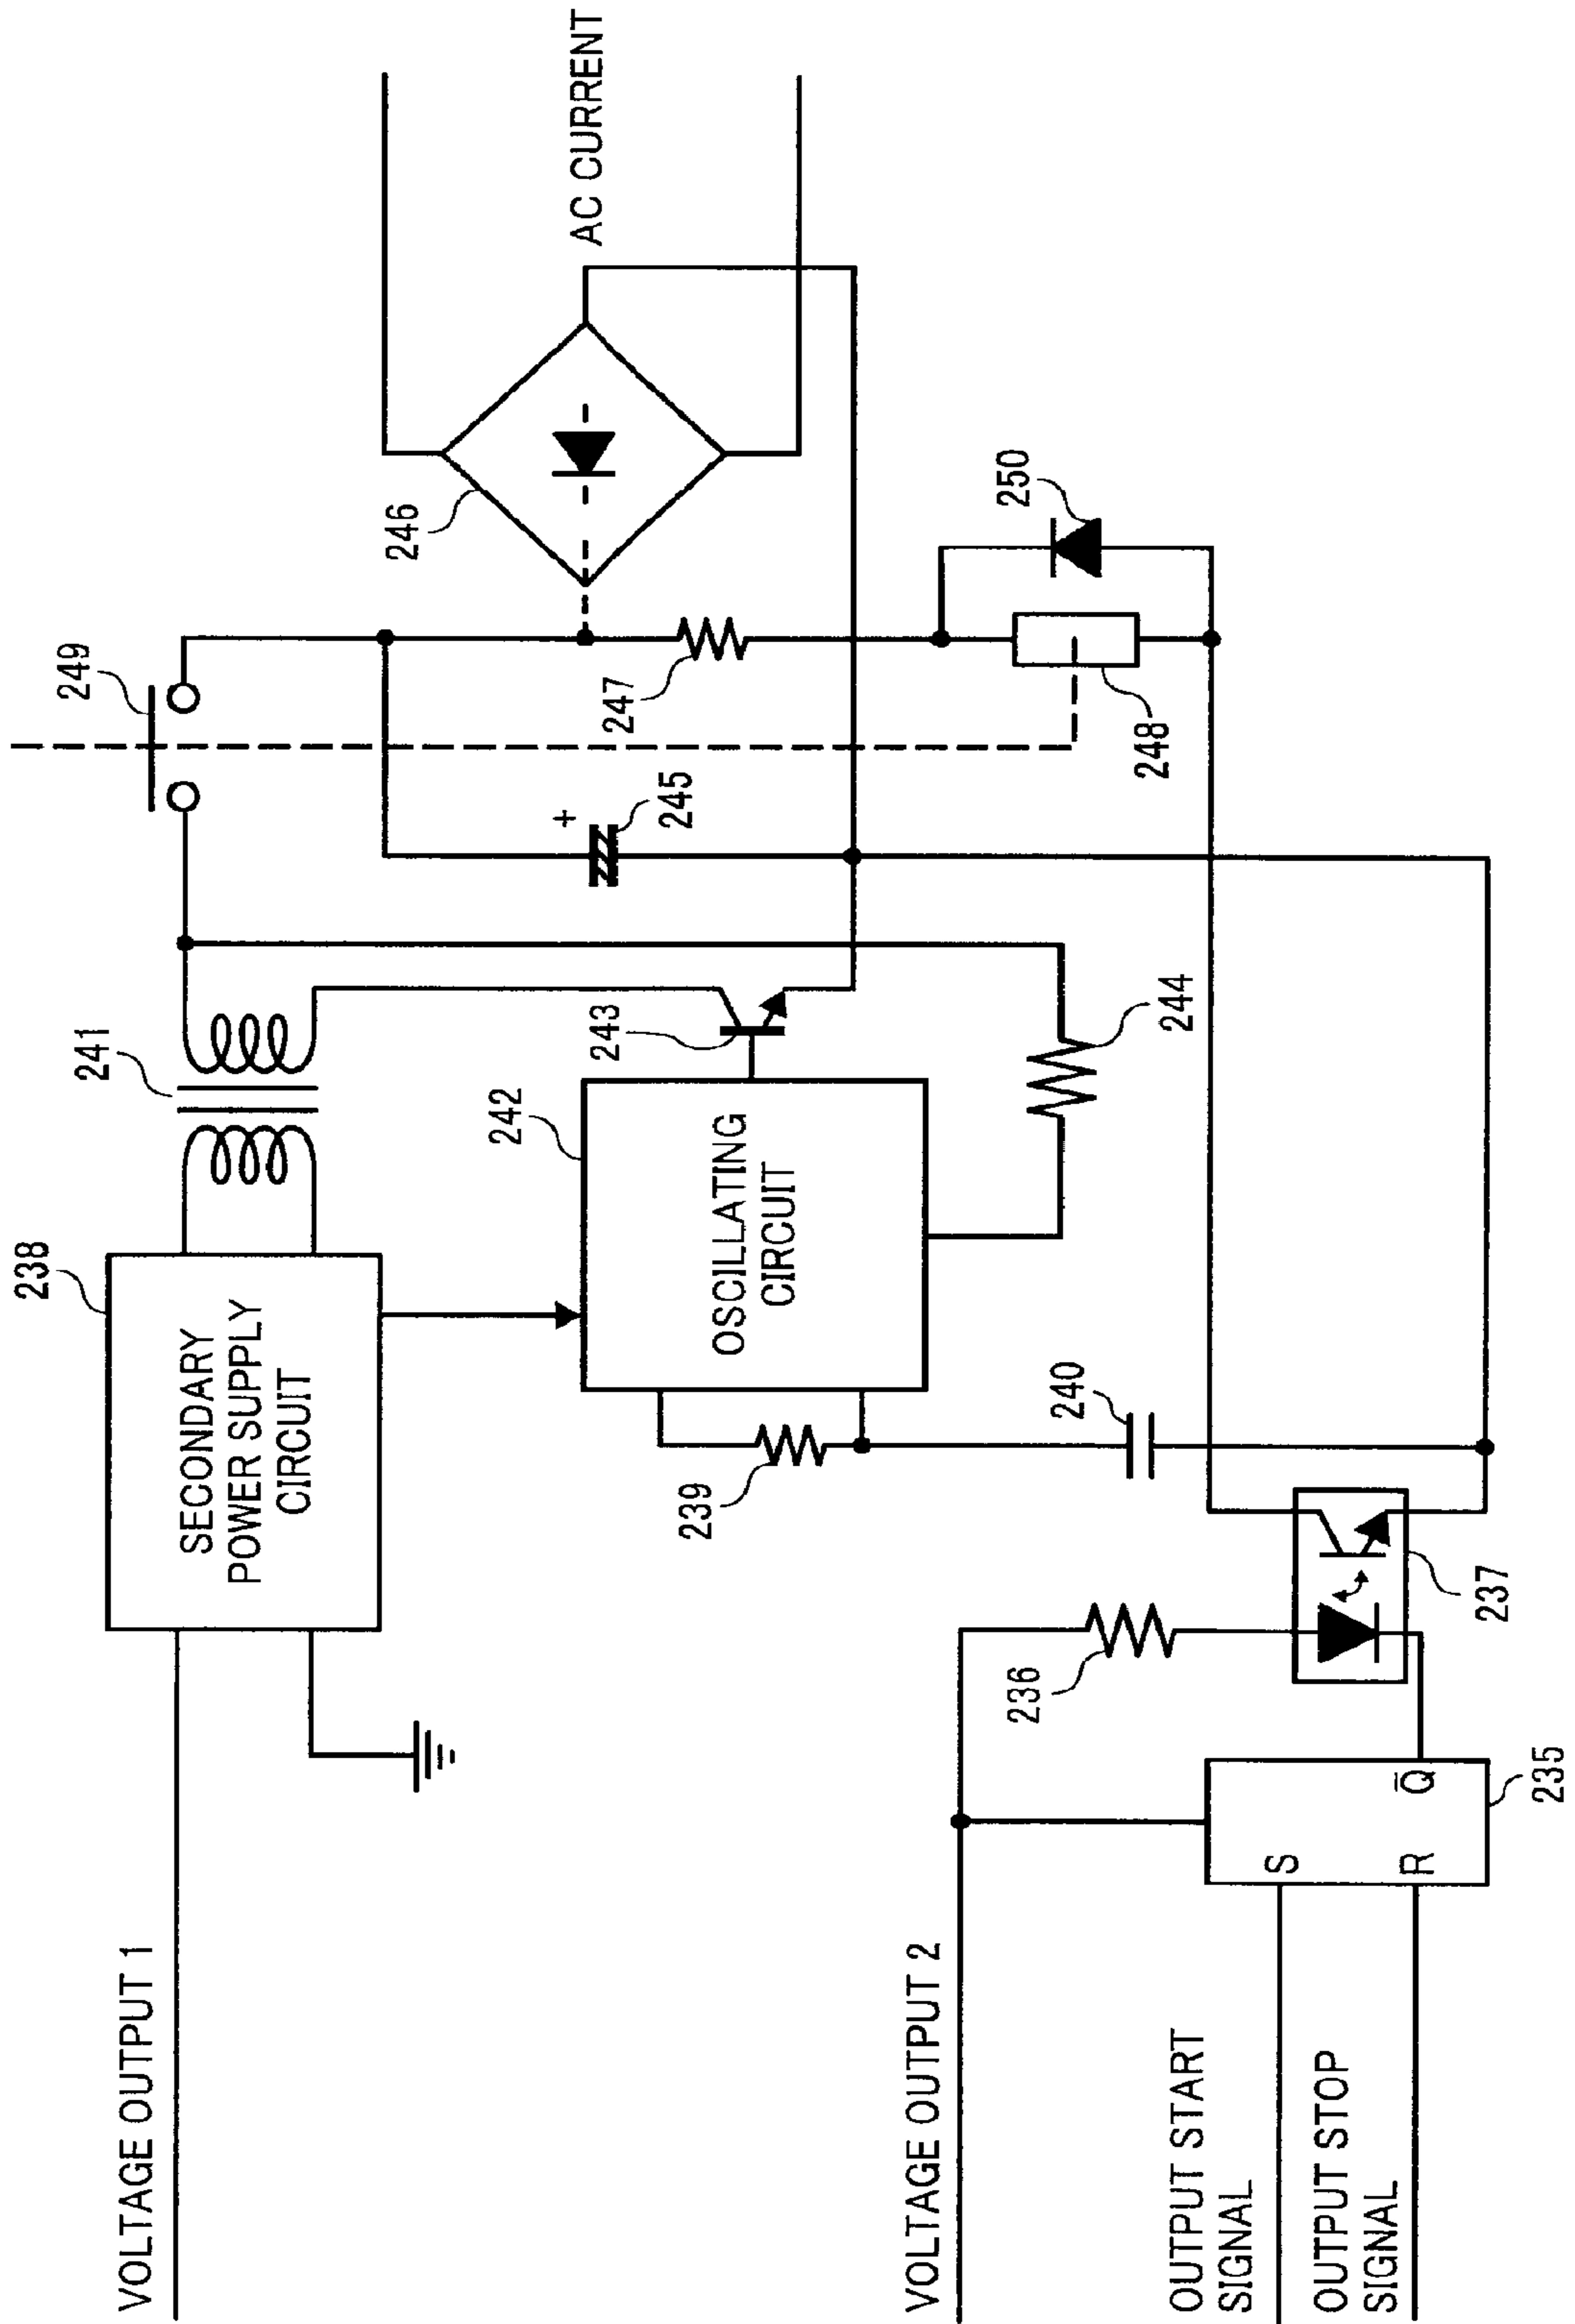 VOLTAGE OUTPUT 1
238
SECONDARY
POWER SUPPLY
CIRCUIT
241
249
242
OSCILLATING
CIRCUIT
243
239
240
244
245
+
246
247
248
250
AC CURRENT
VOLTAGE OUTPUT 2
236
237
OUTPUT START
SIGNAL
OUTPUT STOP
SIGNAL
S
R
Q̅
235